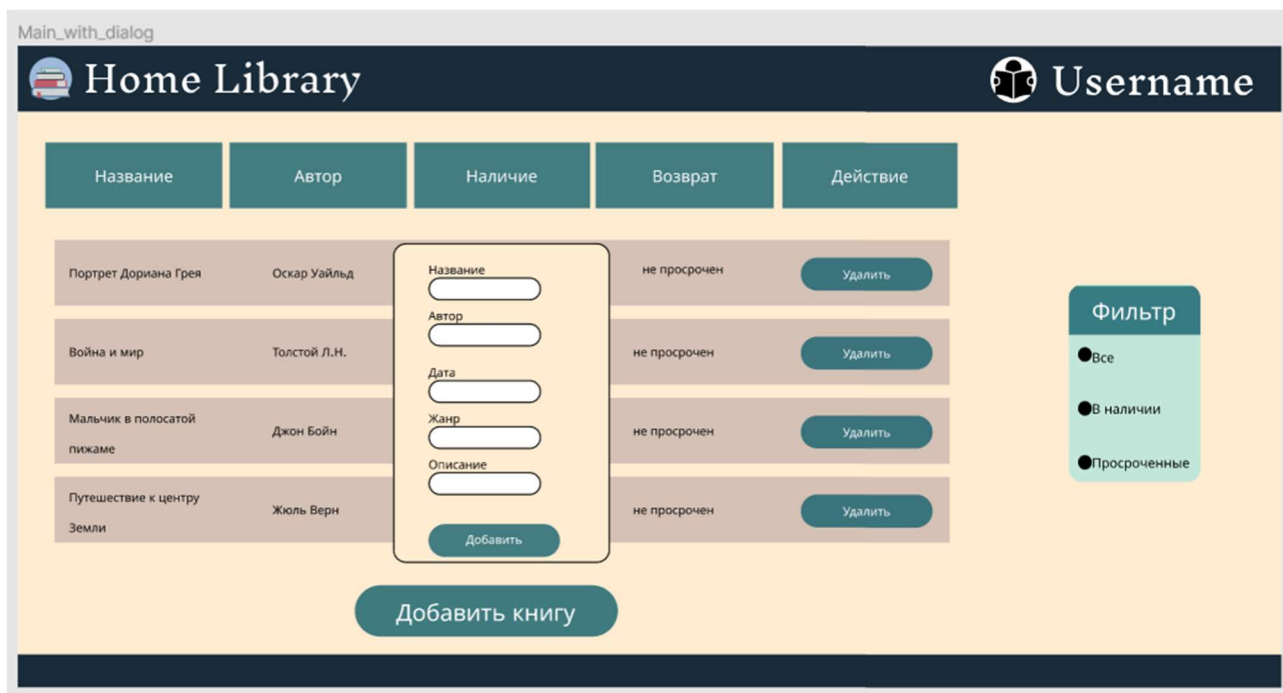 Main_with_dialog
Home Library
Username
Название
Автор
Наличие
Возврат
Действие
Портрет Дориана Грея
Оскар Уайльд
не просрочен
Удалить
Война и мир
Толстой Л.Н.
не просрочен
Удалить
Мальчик в полосатой
пижаме
Джон Бойн
не просрочен
Удалить
Путешествие к центру
Земли
Жюль Верн
не просрочен
Удалить
Название
Автор
Дата
Жанр
Описание
Добавить
Добавить книгу
Фильтр
Все
В наличии
Просроченные